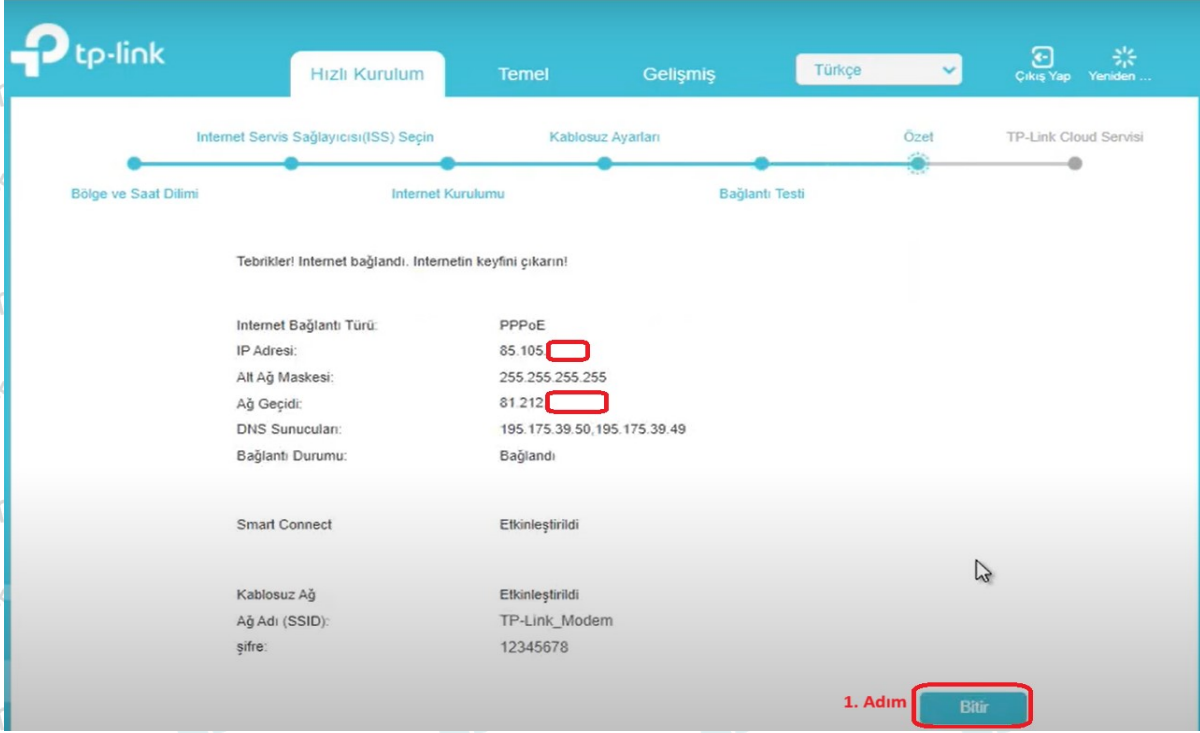 tp-link
Hızlı Kurulum Temel Gelişmiş Türkçe Çıkış Yap Yeniden ...
Internet Servis Sağlayıcısı(ISS) Seçin Kablosuz Ayarları Özet TP-Link Cloud Servisi
Bölge ve Saat Dilimi Internet Kurulumu Bağlantı Testi
Tebrikler! Internet bağlandı. Internetin keyfini çıkarın!
Internet Bağlantı Türü: PPPoE
IP Adresi: 85.105.
Alt Ağ Maskesi: 255.255.255.255
Ağ Geçidi: 81.212
DNS Sunucuları: 195.175.39.50,195.175.39.49
Bağlantı Durumu: Bağlandı
Smart Connect Etkinleştirildi
Kablosuz Ağ Etkinleştirildi
Ağ Adı (SSID): TP-Link_Modem
şifre: 12345678
1. Adım Bitir